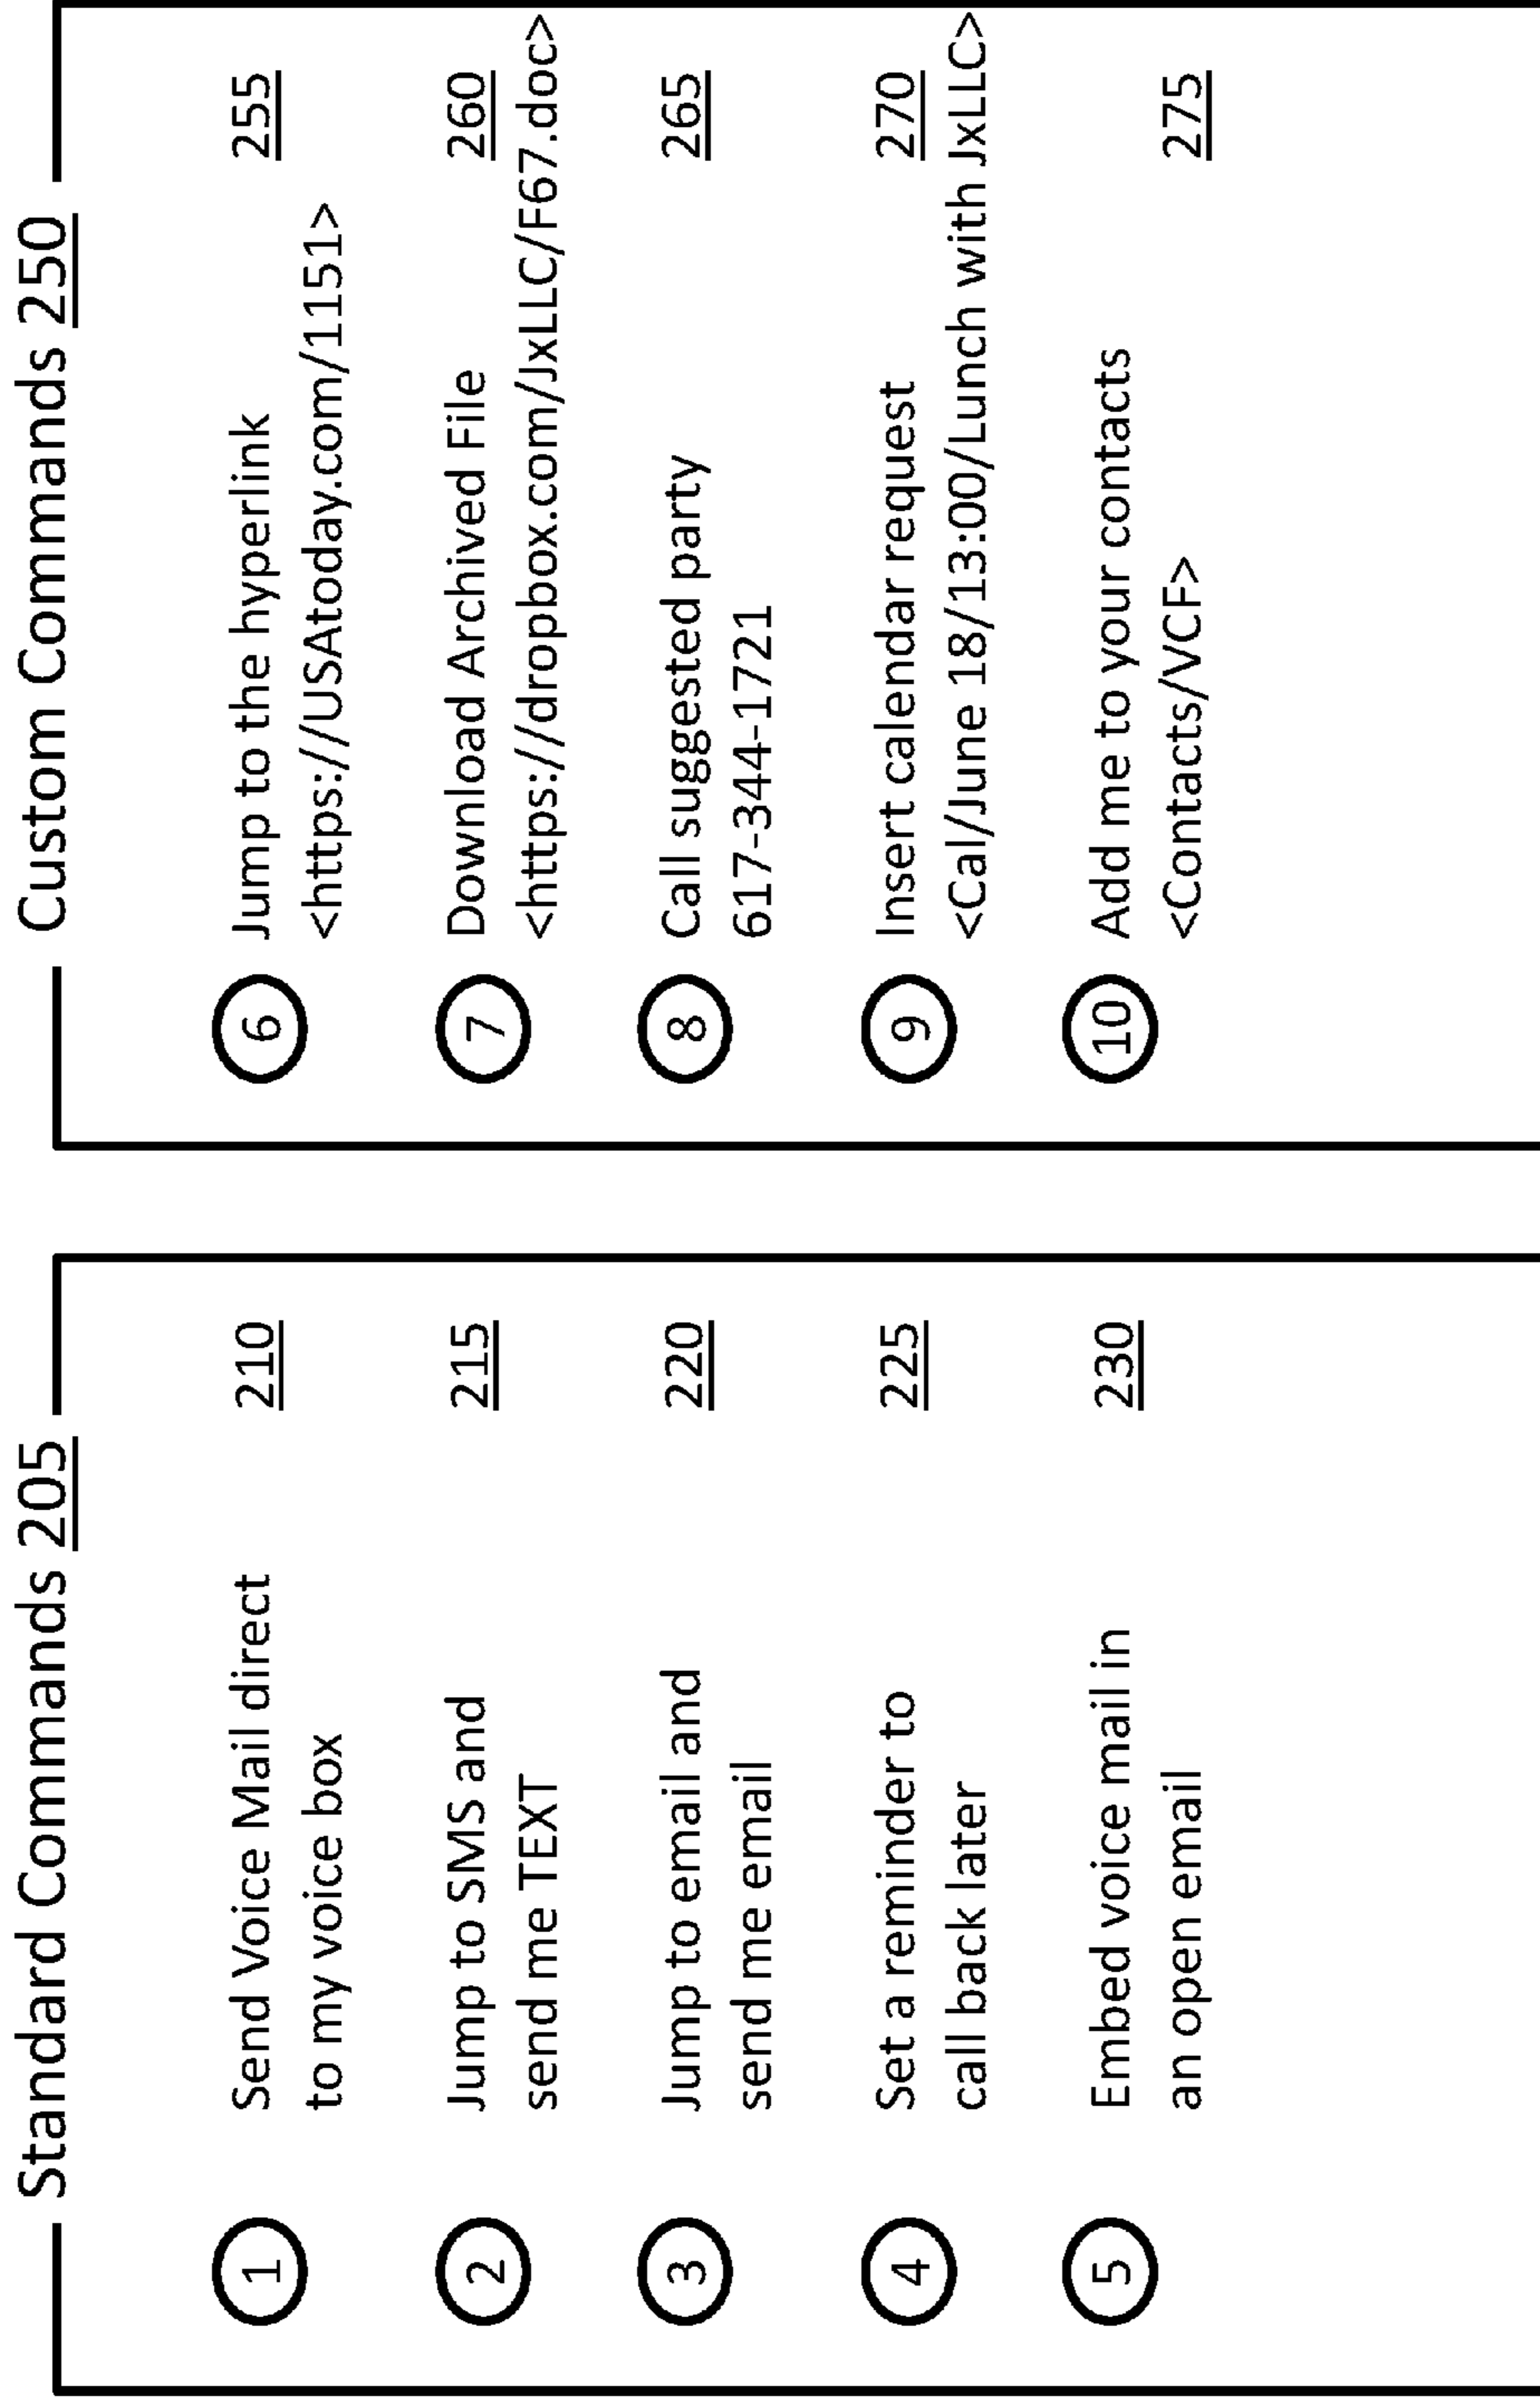 Standard Commands 205
1 Send Voice Mail direct 210
to my voice box
2 Jump to SMS and 215
send me TEXT
3 Jump to email and 220
send me email
4 Set a reminder to 225
call back later
5 Embed voice mail in 230
an open email
Custom Commands 250
6 Jump to the hyperlink 255
<https://USAtoday.com/1151>
7 Download Archived File 260
<https://dropbox.com/JxLLC/F67.doc>
8 Call suggested party 265
617-344-1721
9 Insert calendar request 270
<Cal/June 18/13:00/Lunch with JxLLC>
10 Add me to your contacts
<Contacts/VCF> 275